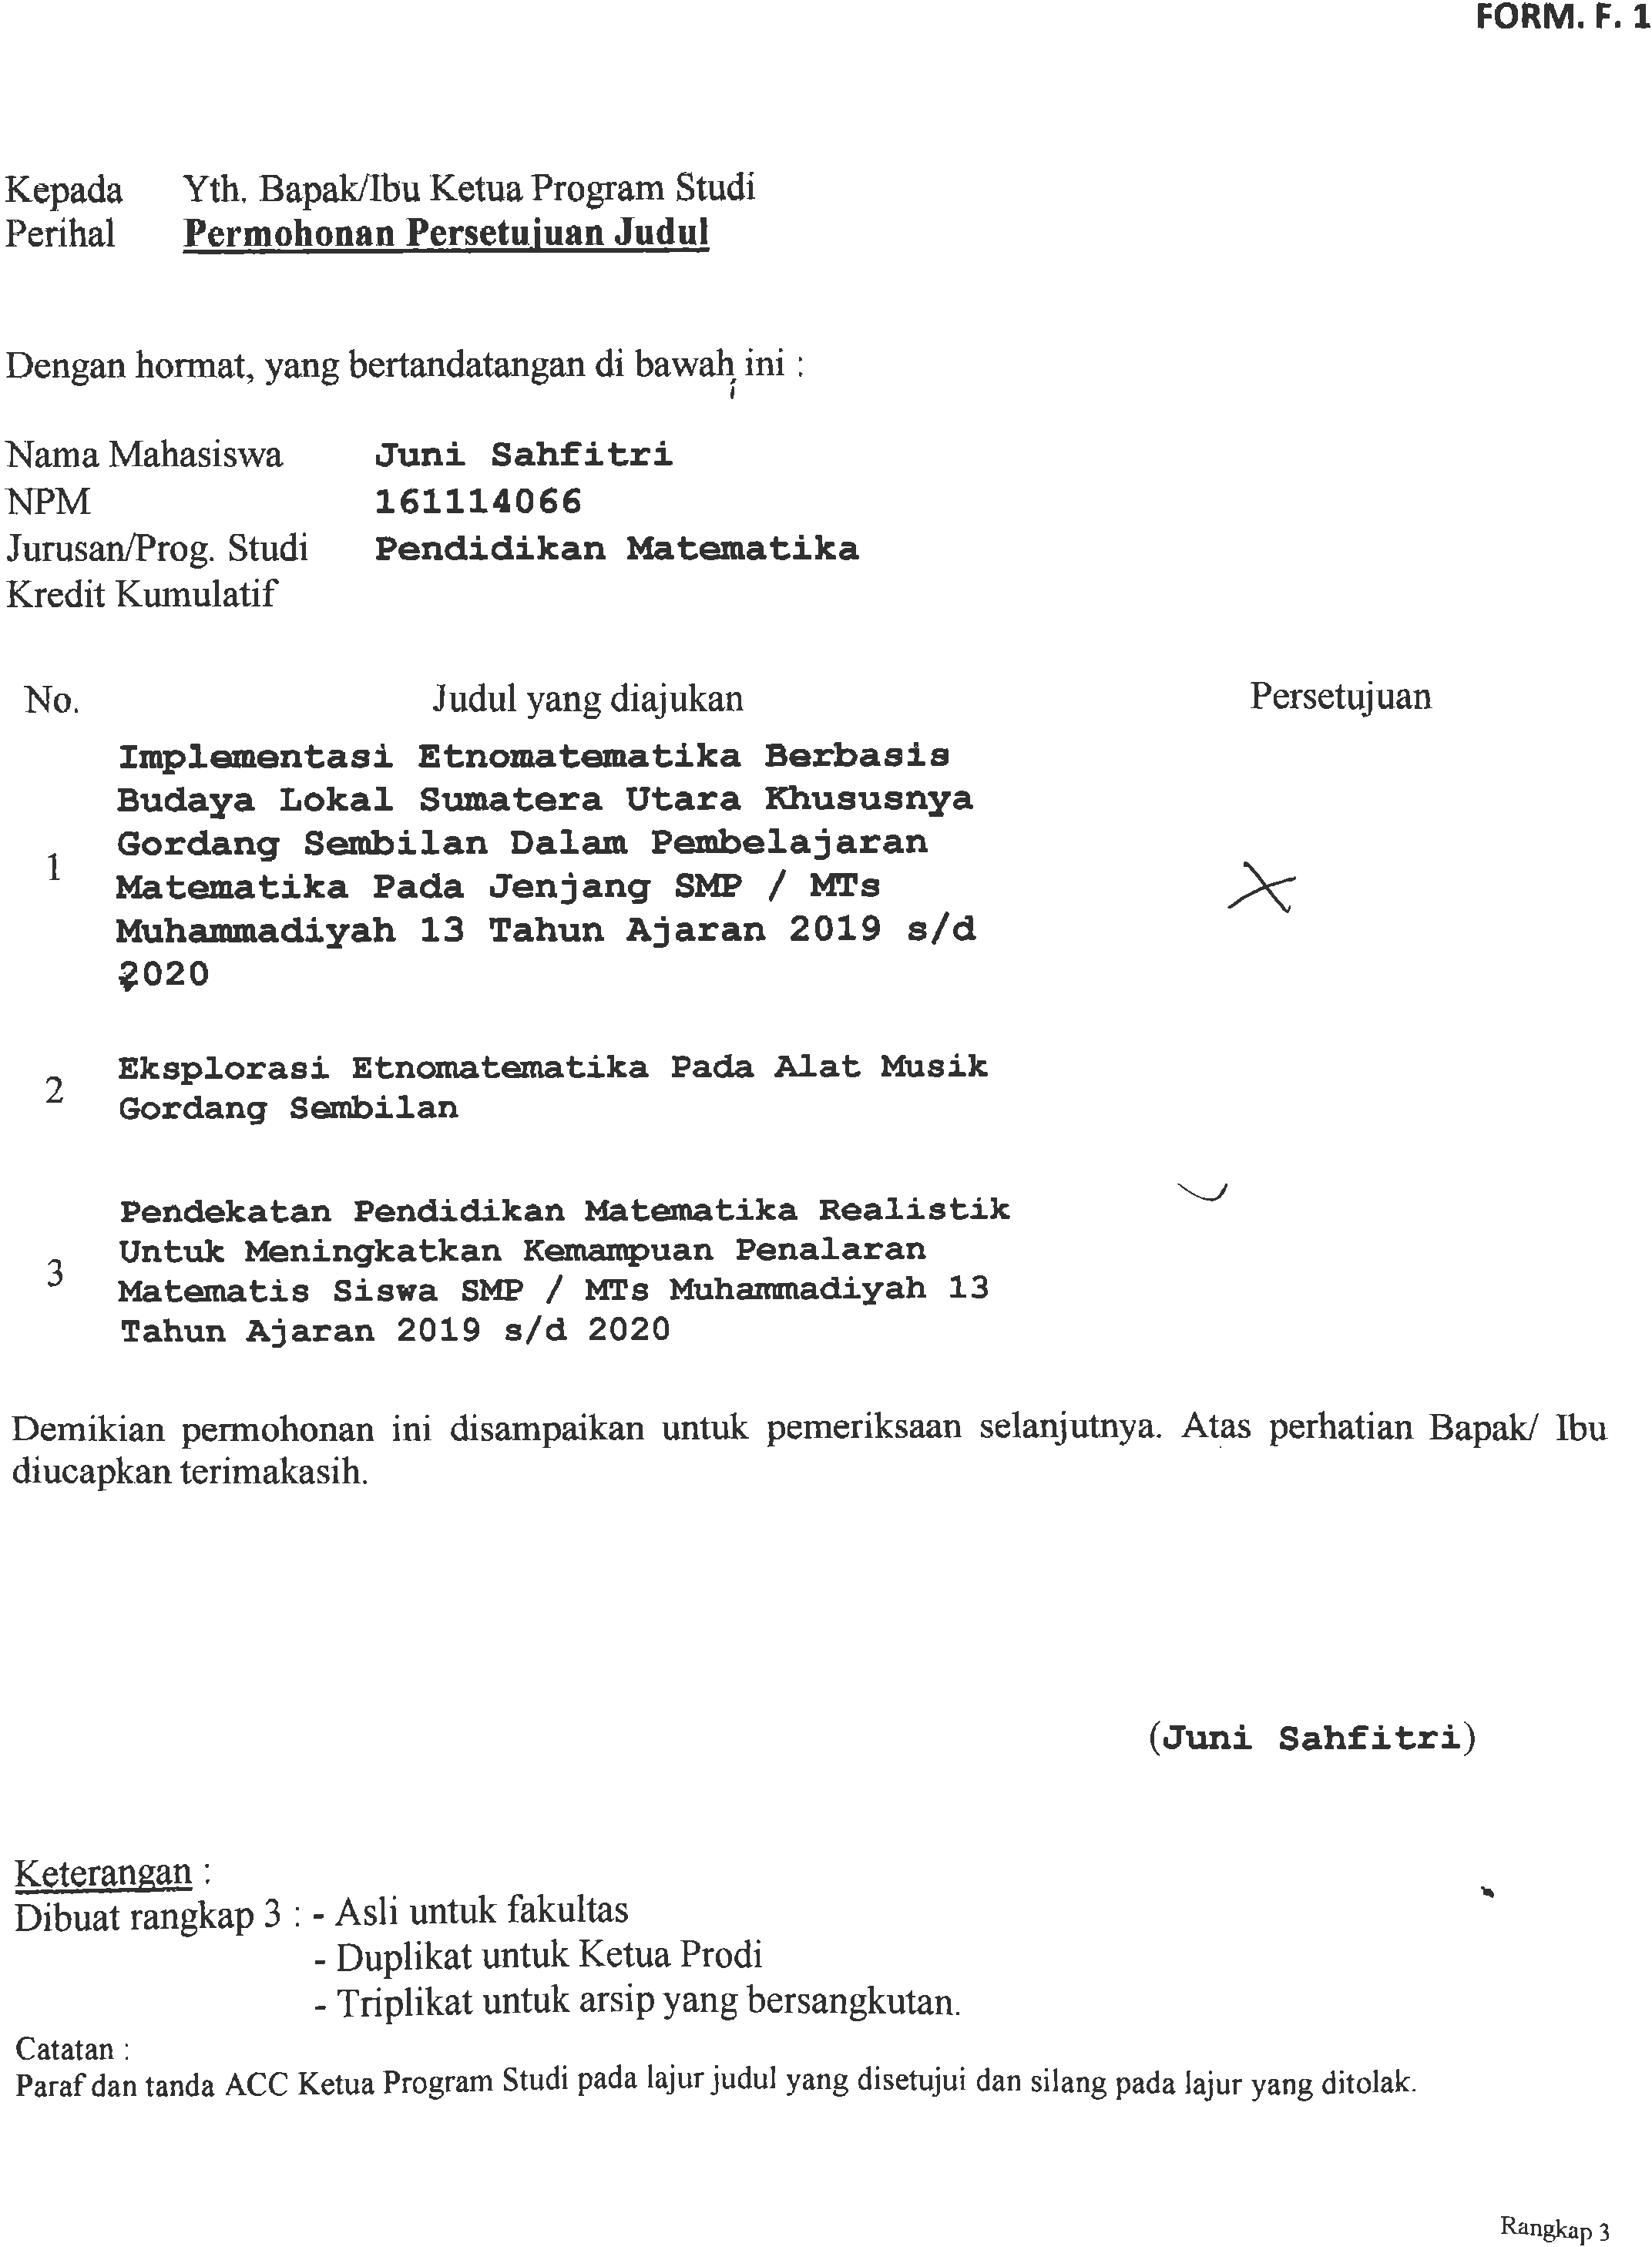 FORM. F. 1
Kepada Yth. Bapak/Ibu Ketua Program Studi
Perihal Permohonan Persetujuan Judul
Dengan hormat, yang bertandatangan di bawah ini :
Nama Mahasiswa Juni Sahfitri
NPM 161114066
Jurusan/Prog. Studi Pendidikan Matematika
Kredit Kumulatif
No. Judul yang diajukan Persetujuan
Implementasi Etnomatematika Berbasis
Budaya Lokal Sumatera Utara Khususnya
Gordang Sembilan Dalam Pembelajaran
1
Matematika Pada Jenjang SMP / MTs
Muhammadiyah 13 Tahun Ajaran 2019 s/d
2020
Eksplorasi Etnomatematika Pada Alat Musik
2
Gordang Sembilan
Pendekatan Pendidikan Matematika Realistik
Untuk Meningkatkan Kemampuan Penalaran
3
Matematis Siswa SMP / MTs Muhammadiyah 13
Tahun Ajaran 2019 s/d 2020
Demikian permohonan ini disampaikan untuk pemeriksaan selanjutnya. Atas perhatian Bapak/ Ibu
diucapkan terimakasih.
(Juni Sahfitri)
Keterangan :
Dibuat rangkap 3 : - Asli untuk fakultas
- Duplikat untuk Ketua Prodi
- Triplikat untuk arsip yang bersangkutan.
Catatan :
Paraf dan tanda ACC Ketua Program Studi pada lajur judul yang disetujui dan silang pada lajur yang ditolak.
Rangkap 3